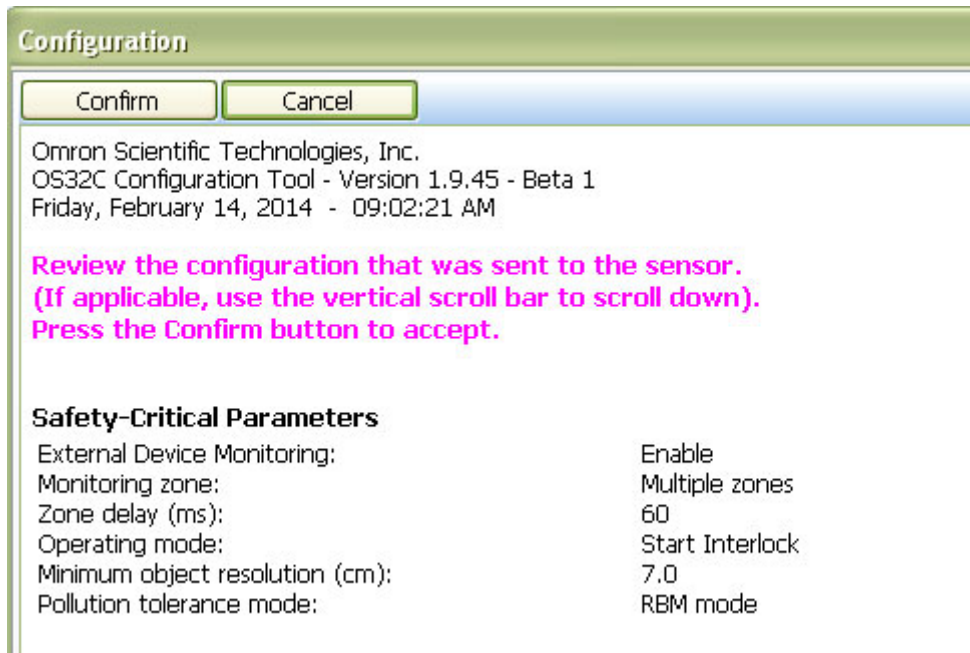 Configuration
Confirm Cancel
Omron Scientific Technologies, Inc.
OS32C Configuration Tool - Version 1.9.45 - Beta 1
Friday, February 14, 2014 - 09:02:21 AM
Review the configuration that was sent to the sensor.
(If applicable, use the vertical scroll bar to scroll down).
Press the Confirm button to accept.
Safety-Critical Parameters
External Device Monitoring: Enable
Monitoring zone: Multiple zones
Zone delay (ms): 60
Operating mode: Start Interlock
Minimum object resolution (cm): 7.0
Pollution tolerance mode: RBM mode